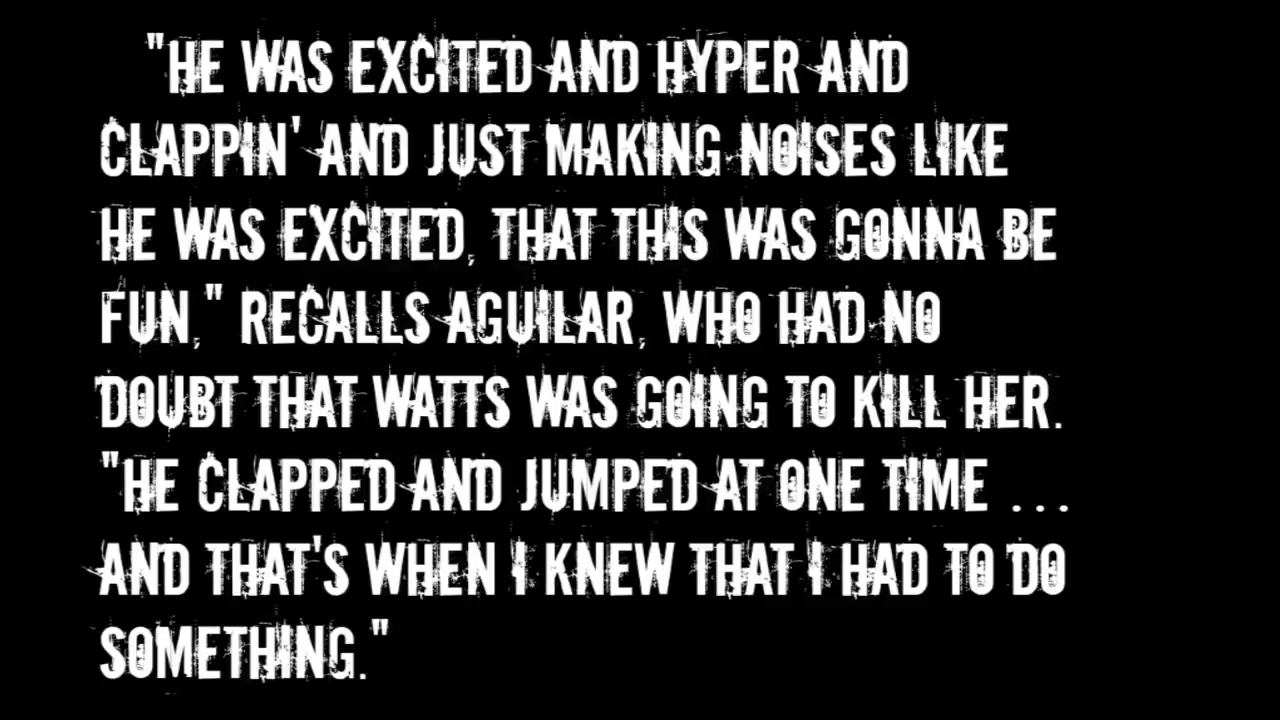 "HE WAS EXCITED AND HYPER AND
CLAPPIN' AND JUST MAKING NOISES LIKE
HE WAS EXCITED, THAT THIS WAS GONNA BE
FUN," RECALLS AGUILAR, WHO HAD NO
DOUBT THAT WATTS WAS GOING TO KILL HER.
"HE CLAPPED AND JUMPED AT ONE TIME ...
AND THAT'S WHEN I KNEW THAT I HAD TO DO
SOMETHING."